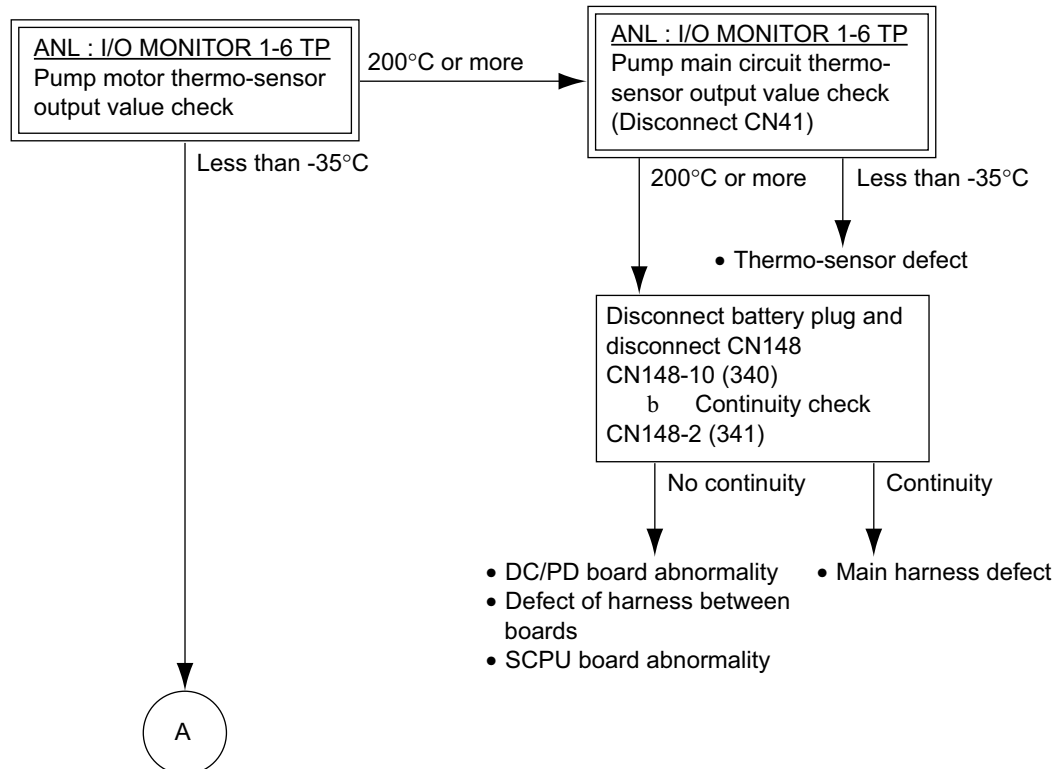 ANL : I/O MONITOR 1-6 TP
Pump motor thermo-sensor
output value check
200°C or more
ANL : I/O MONITOR 1-6 TP
Pump main circuit thermo-
sensor output value check
(Disconnect CN41)
Less than -35°C
200°C or more
Less than -35°C
• Thermo-sensor defect
Disconnect battery plug and
disconnect CN148
CN148-10 (340)
b Continuity check
CN148-2 (341)
No continuity
Continuity
• DC/PD board abnormality
• Defect of harness between
boards
• SCPU board abnormality
• Main harness defect
A